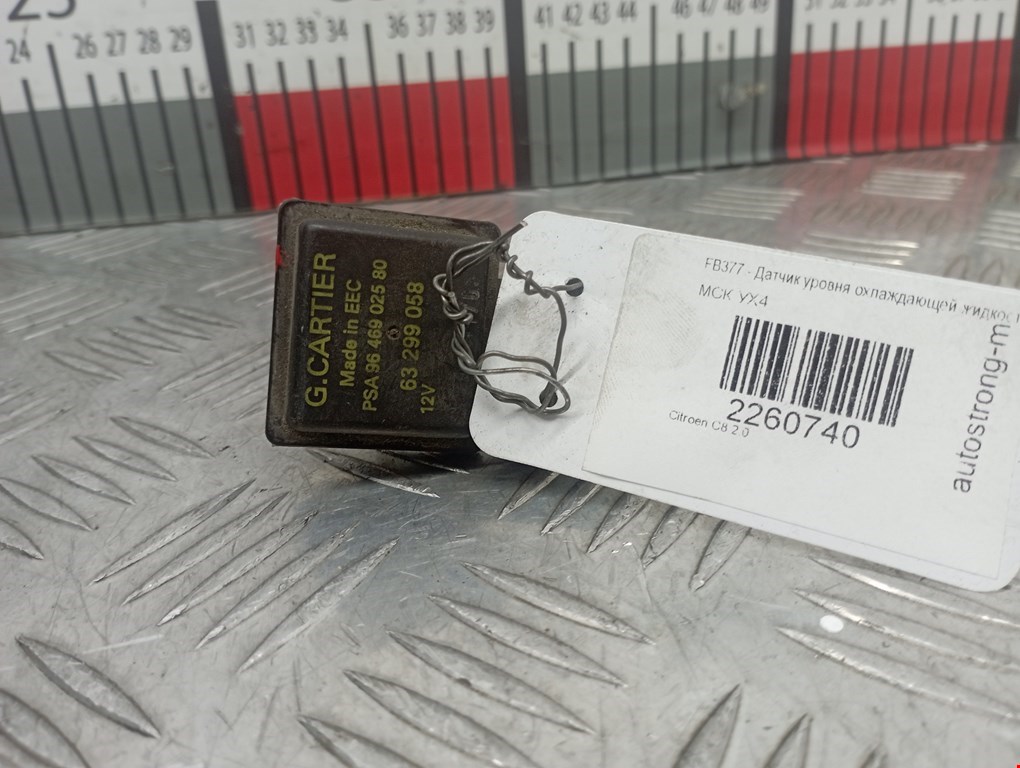 25
24 26 27 28 29 31 32 33 34 36 37 38 39 41 42 43 44 46 47 48 49
G.CARTIER
Made in EEC
PSA 96 469 025 80
63 299 058
12V
FB377 - Датчик уровня охлаждающей жидкост
МСК УХ4
2260740
Citroen C8 2.0
autostrong-m